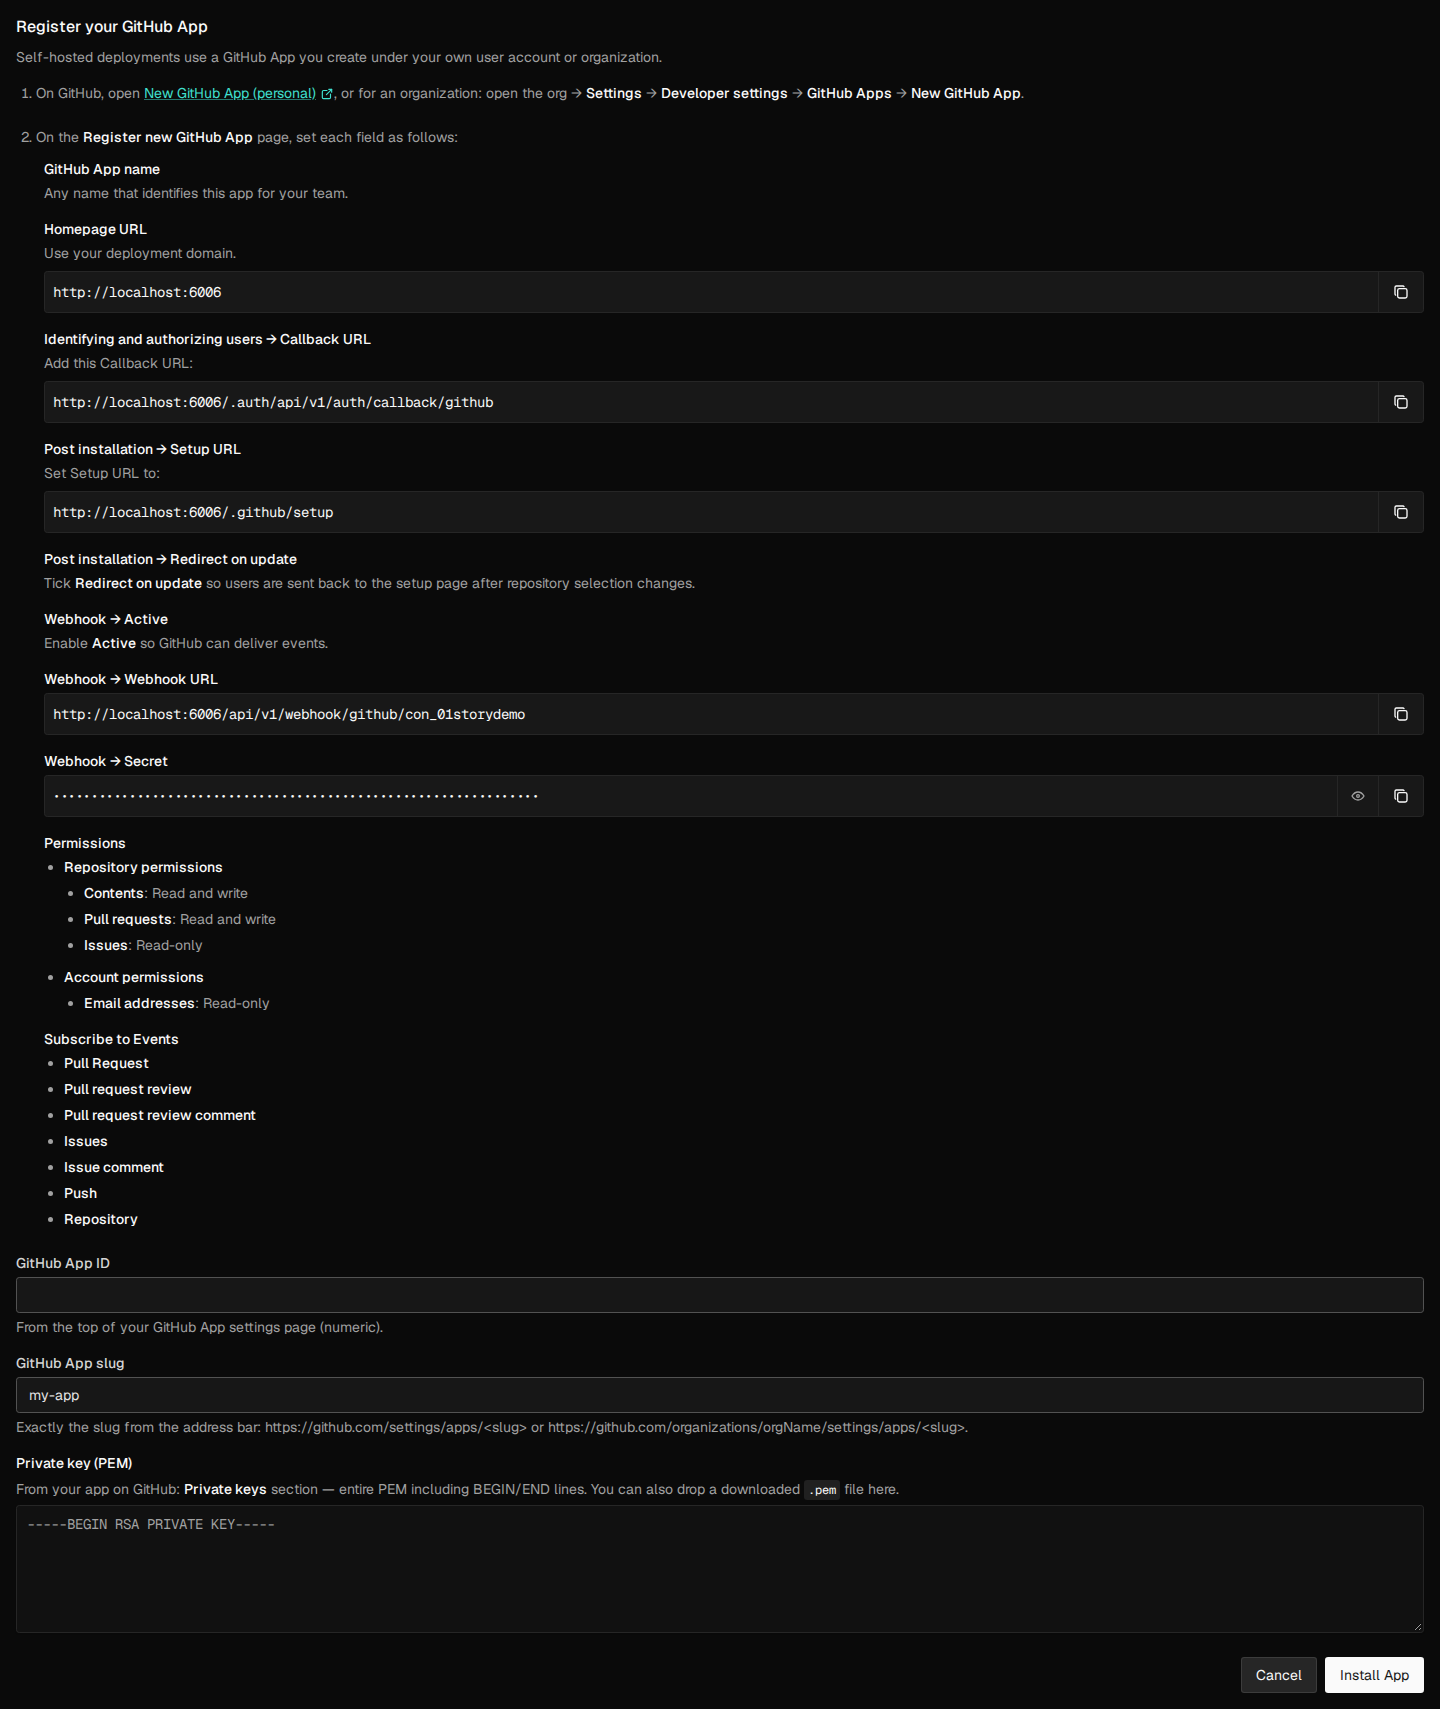 Register your GitHub App
Self-hosted deployments use a GitHub App you create under your own user account or organization.
1. On GitHub, open New GitHub App (personal), or for an organization: open the org → Settings → Developer settings → GitHub Apps → New GitHub App.
2. On the Register new GitHub App page, set each field as follows:
GitHub App name
Any name that identifies this app for your team.
Homepage URL
Use your deployment domain.
http://localhost:6006
Identifying and authorizing users → Callback URL
Add this Callback URL:
http://localhost:6006/.auth/api/v1/auth/callback/github
Post installation → Setup URL
Set Setup URL to:
http://localhost:6006/.github/setup
Post installation → Redirect on update
Tick Redirect on update so users are sent back to the setup page after repository selection changes.
Webhook → Active
Enable Active so GitHub can deliver events.
Webhook → Webhook URL
http://localhost:6006/api/v1/webhook/github/con_01storydemo
Webhook → Secret
••••••••••••••••••••••••••••••••••••••••••••••••••••••••••••••••
Permissions
• Repository permissions
• Contents: Read and write
• Pull requests: Read and write
• Issues: Read-only
• Account permissions
• Email addresses: Read-only
Subscribe to Events
• Pull Request
• Pull request review
• Pull request review comment
• Issues
• Issue comment
• Push
• Repository
GitHub App ID
From the top of your GitHub App settings page (numeric).
GitHub App slug
my-app
Exactly the slug from the address bar: https://github.com/settings/apps/<slug> or https://github.com/organizations/orgName/settings/apps/<slug>.
Private key (PEM)
From your app on GitHub: Private keys section — entire PEM including BEGIN/END lines. You can also drop a downloaded .pem file here.
-----BEGIN RSA PRIVATE KEY-----
Cancel
Install App